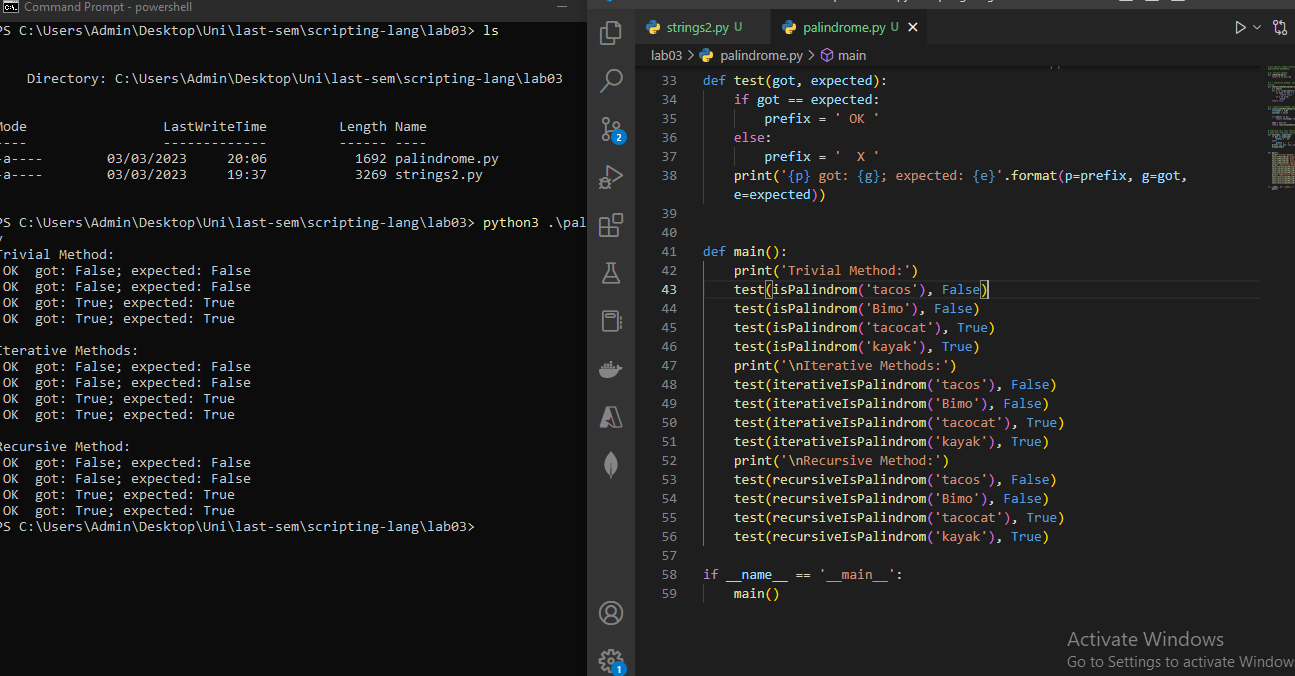 Command Prompt - powershell
PS C:\Users\Admin\Desktop\Uni\last-sem\scripting-lang\lab03> ls
Directory: C:\Users\Admin\Desktop\Uni\last-sem\scripting-lang\lab03
Mode LastWriteTime Length Name
---- ------------- ------ ----
-a---- 03/03/2023 20:06 1692 palindrome.py
-a---- 03/03/2023 19:37 3269 strings2.py
PS C:\Users\Admin\Desktop\Uni\last-sem\scripting-lang\lab03> python3 .\pal
y
Trivial Method:
OK got: False; expected: False
OK got: False; expected: False
OK got: True; expected: True
OK got: True; expected: True
Iterative Methods:
OK got: False; expected: False
OK got: False; expected: False
OK got: True; expected: True
OK got: True; expected: True
Recursive Method:
OK got: False; expected: False
OK got: False; expected: False
OK got: True; expected: True
OK got: True; expected: True
PS C:\Users\Admin\Desktop\Uni\last-sem\scripting-lang\lab03>
2
1
strings2.py U
palindrome.py U
lab03 > palindrome.py > main
33 def test(got, expected):
34 if got == expected:
35 prefix = ' OK '
36 else:
37 prefix = '  X '
38 print('{p} got: {g}; expected: {e}'.format(p=prefix, g=got,
e=expected))
39
40
41 def main():
42 print('Trivial Method:')
43 test(isPalindrom('tacos'), False)
44 test(isPalindrom('Bimo'), False)
45 test(isPalindrom('tacocat'), True)
46 test(isPalindrom('kayak'), True)
47 print('\nIterative Methods:')
48 test(iterativeIsPalindrom('tacos'), False)
49 test(iterativeIsPalindrom('Bimo'), False)
50 test(iterativeIsPalindrom('tacocat'), True)
51 test(iterativeIsPalindrom('kayak'), True)
52 print('\nRecursive Method:')
53 test(recursiveIsPalindrom('tacos'), False)
54 test(recursiveIsPalindrom('Bimo'), False)
55 test(recursiveIsPalindrom('tacocat'), True)
56 test(recursiveIsPalindrom('kayak'), True)
57
58 if __name__ == '__main__':
59 main()
Activate Windows
Go to Settings to activate Window